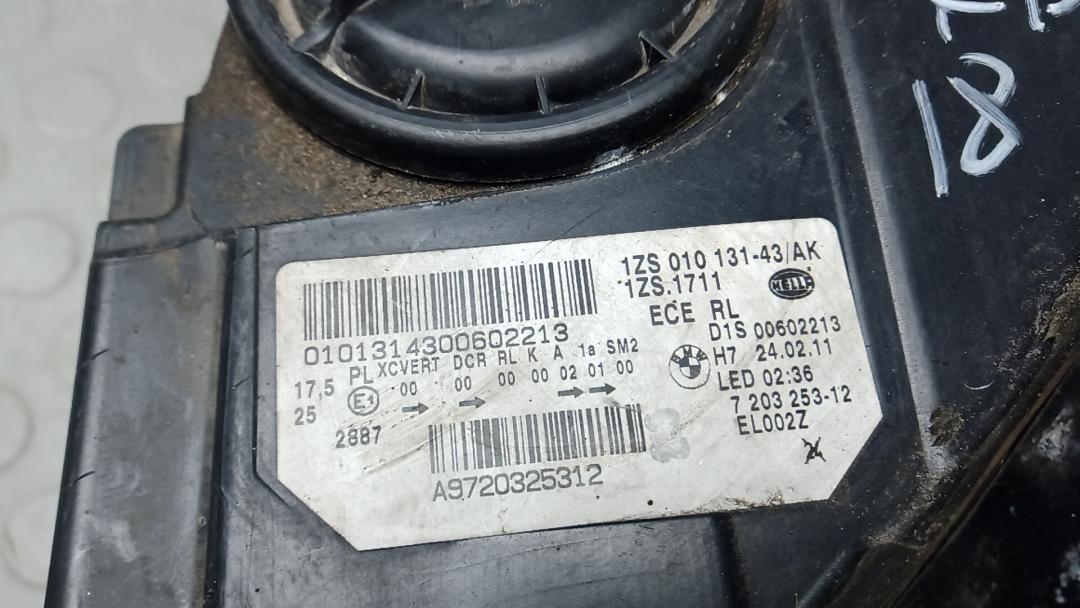 18
1ZS 010 131-43/AK
1ZS.1711
HELLA
ECE RL
0101314300602213
D1S 00602213
17,5 PL XCVERT DCR RL K A 1a SM2
H7 24.02.11
25 E1 00 00 00 00 02 01 00
LED 02:36
2887
7 203 253-12
EL002Z
A9720325312